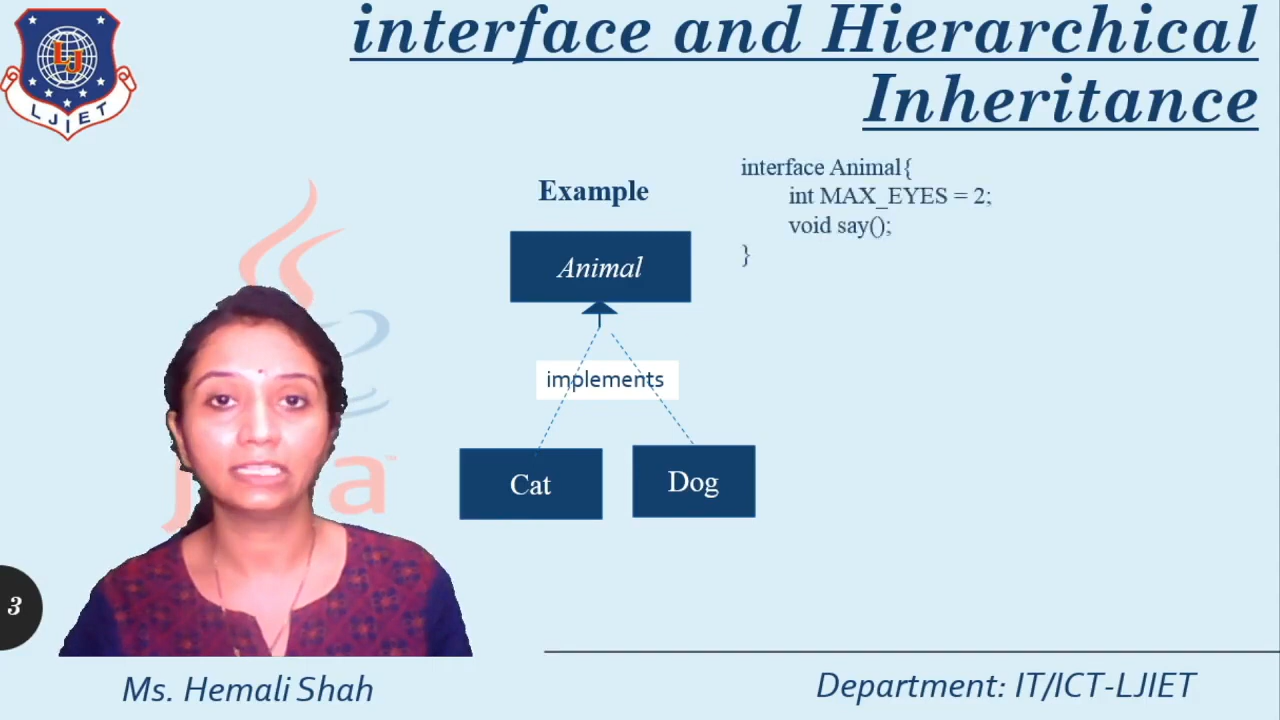 interface and Hierarchical
Inheritance
LJ
LJIET
Example
interface Animal{
int MAX_EYES = 2;
void say();
}
Animal
implements
Cat
Dog
3
Ms. Hemali Shah
Department: IT/ICT-LJIET